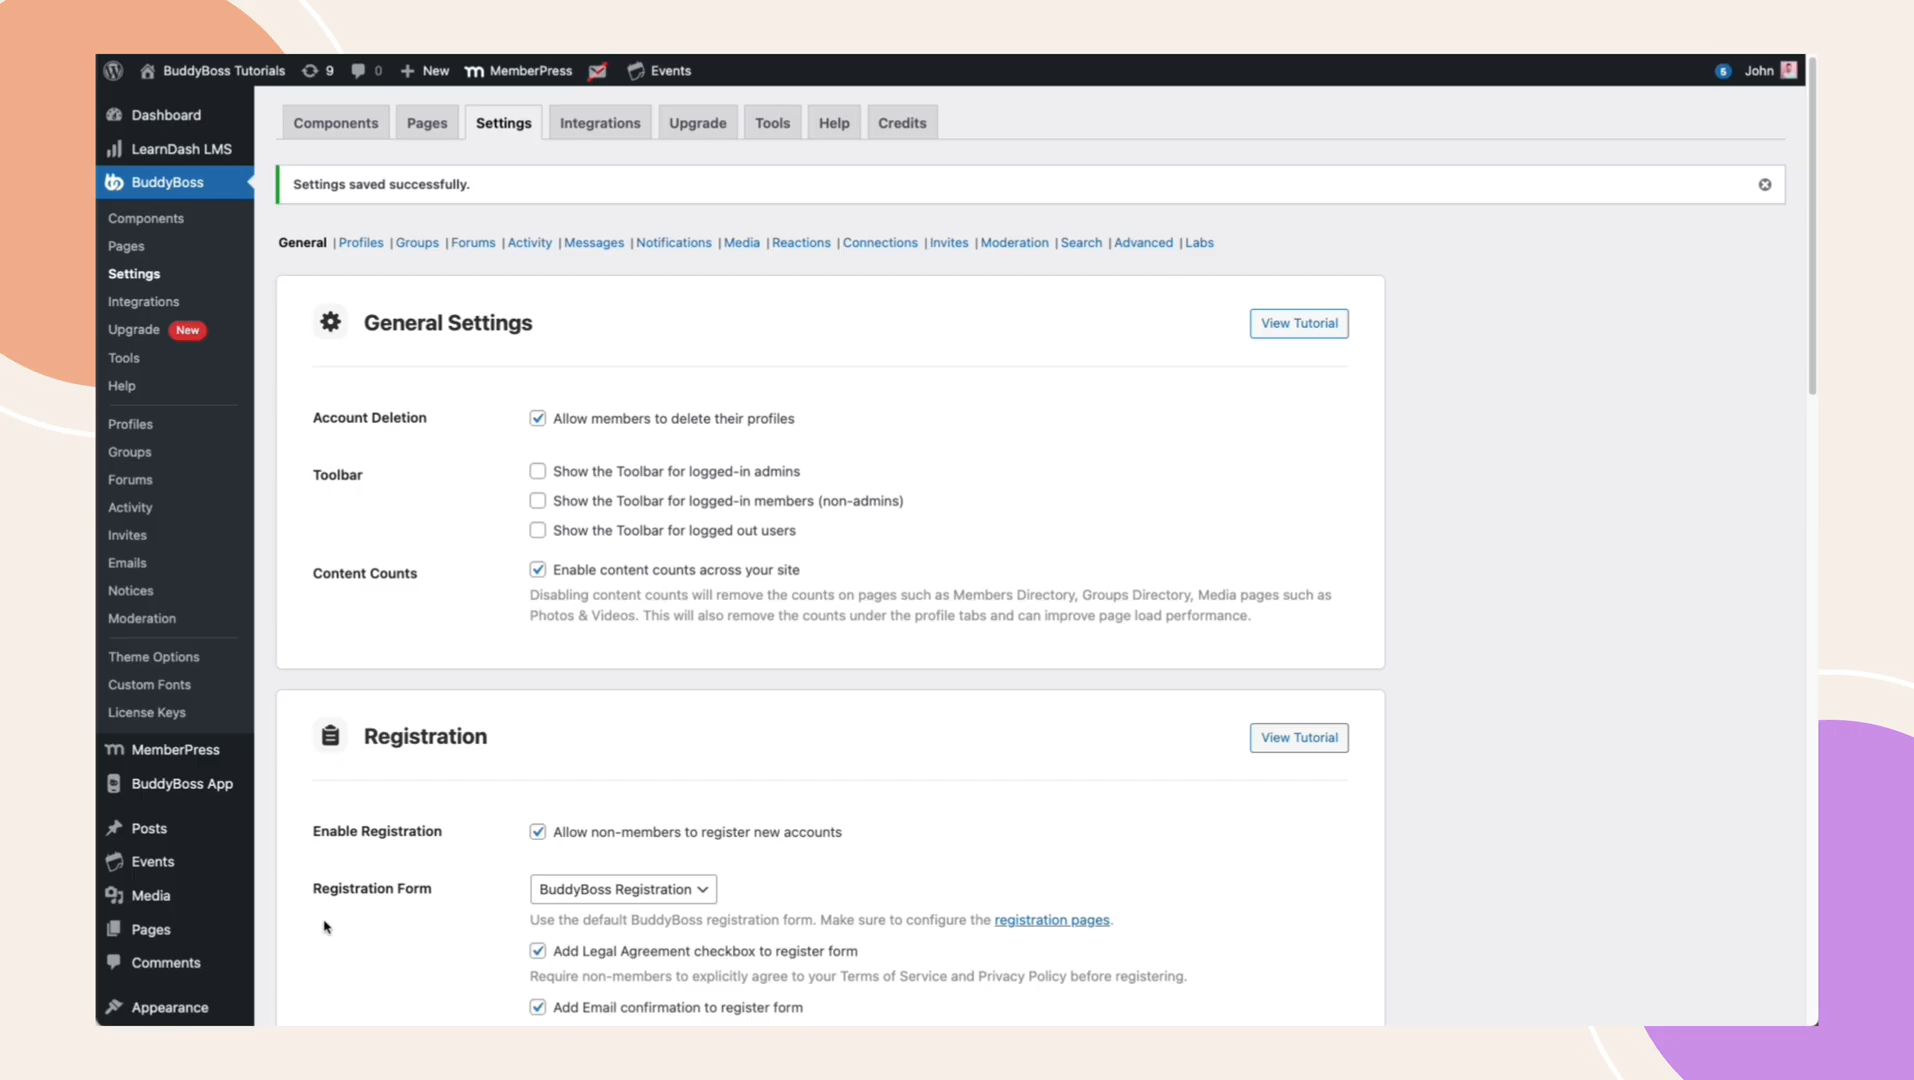 BuddyBoss Tutorials 9 0 New MemberPress Events 5 John
Dashboard
LearnDash LMS
BuddyBoss
Components
Pages
Settings
Integrations
Upgrade New
Tools
Help
Profiles
Groups
Forums
Activity
Invites
Emails
Notices
Moderation
Theme Options
Custom Fonts
License Keys
MemberPress
BuddyBoss App
Posts
Events
Media
Pages
Comments
Appearance
Components Pages Settings Integrations Upgrade Tools Help Credits
Settings saved successfully.
General | Profiles | Groups | Forums | Activity | Messages | Notifications | Media | Reactions | Connections | Invites | Moderation | Search | Advanced | Labs
General Settings View Tutorial
Account Deletion Allow members to delete their profiles
Toolbar Show the Toolbar for logged-in admins
Show the Toolbar for logged-in members (non-admins)
Show the Toolbar for logged out users
Content Counts Enable content counts across your site
Disabling content counts will remove the counts on pages such as Members Directory, Groups Directory, Media pages such as
Photos & Videos. This will also remove the counts under the profile tabs and can improve page load performance.
Registration View Tutorial
Enable Registration Allow non-members to register new accounts
Registration Form BuddyBoss Registration
Use the default BuddyBoss registration form. Make sure to configure the registration pages.
Add Legal Agreement checkbox to register form
Require non-members to explicitly agree to your Terms of Service and Privacy Policy before registering.
Add Email confirmation to register form